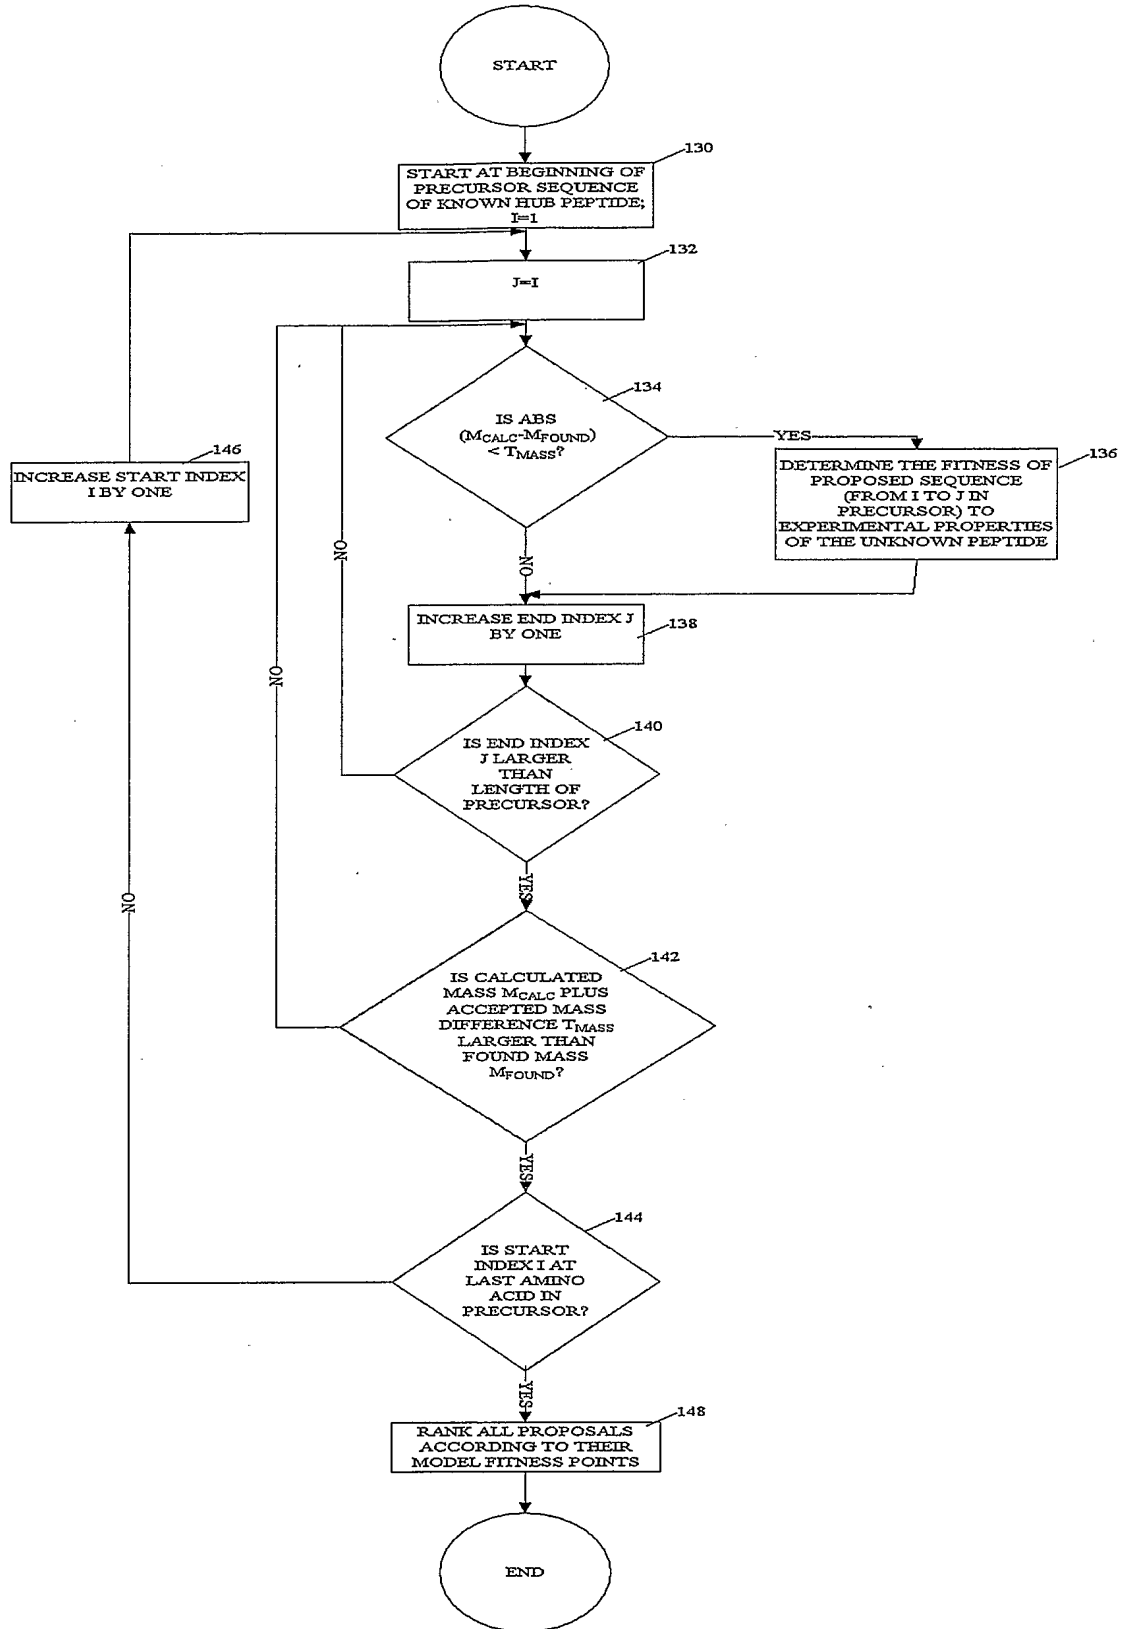 START
130
START AT BEGINNING OF
PRECURSOR SEQUENCE
OF KNOWN HUB PEPTIDE;
I=1
132
J=I
134
IS ABS
(MCALC-MFOUND)
< TMASS?
YES
136
DETERMINE THE FITNESS OF
PROPOSED SEQUENCE
(FROM I TO J IN
PRECURSOR) TO
EXPERIMENTAL PROPERTIES
OF THE UNKNOWN PEPTIDE
146
INCREASE START INDEX
I BY ONE
NO
NO
138
INCREASE END INDEX J
BY ONE
NO
140
IS END INDEX
J LARGER
THAN
LENGTH OF
PRECURSOR?
YES
NO
142
IS CALCULATED
MASS MCALC PLUS
ACCEPTED MASS
DIFFERENCE TMASS
LARGER THAN
FOUND MASS
MFOUND?
YES
144
IS START
INDEX I AT
LAST AMINO
ACID IN
PRECURSOR?
YES
148
RANK ALL PROPOSALS
ACCORDING TO THEIR
MODEL FITNESS POINTS
END